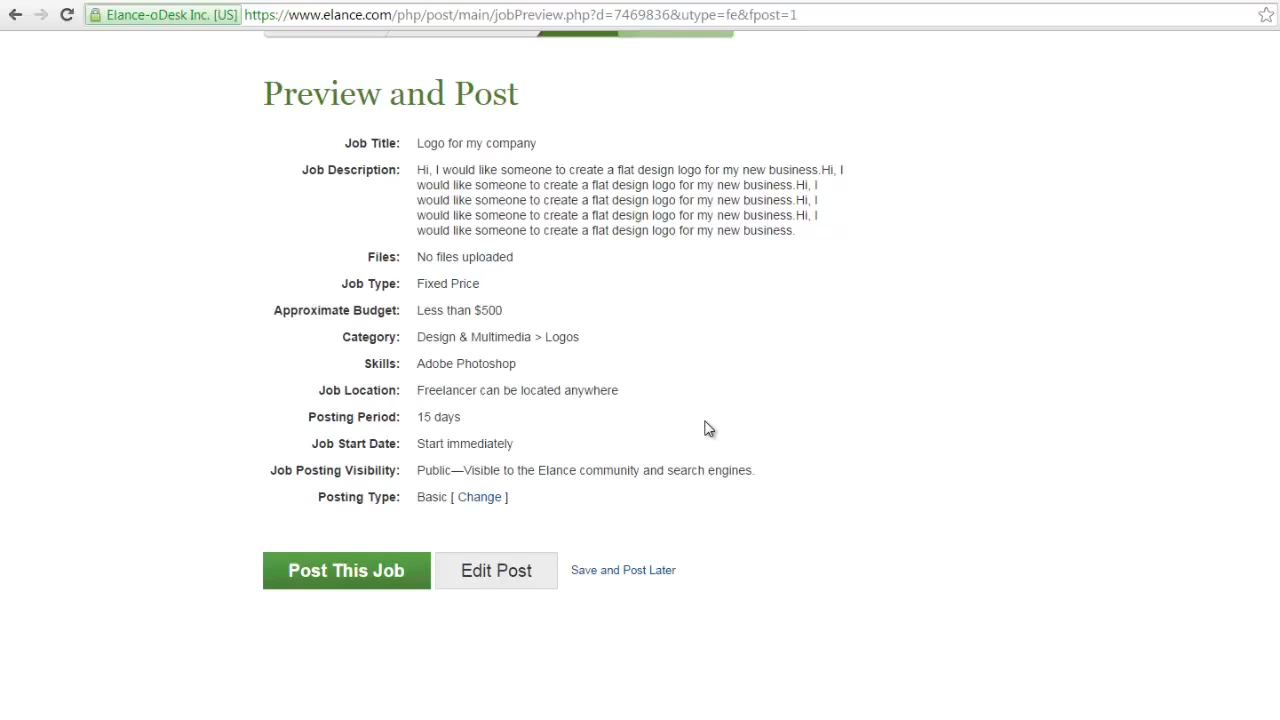 Elance-oDesk Inc. [US] https://www.elance.com/php/post/main/jobPreview.php?d=7469836&utype=fe&fpost=1
Preview and Post
Job Title: Logo for my company
Job Description: Hi, I would like someone to create a flat design logo for my new business.Hi, I
would like someone to create a flat design logo for my new business.Hi, I
would like someone to create a flat design logo for my new business.Hi, I
would like someone to create a flat design logo for my new business.Hi, I
would like someone to create a flat design logo for my new business.
Files: No files uploaded
Job Type: Fixed Price
Approximate Budget: Less than $500
Category: Design & Multimedia > Logos
Skills: Adobe Photoshop
Job Location: Freelancer can be located anywhere
Posting Period: 15 days
Job Start Date: Start immediately
Job Posting Visibility: Public—Visible to the Elance community and search engines.
Posting Type: Basic [ Change ]
Post This Job Edit Post Save and Post Later